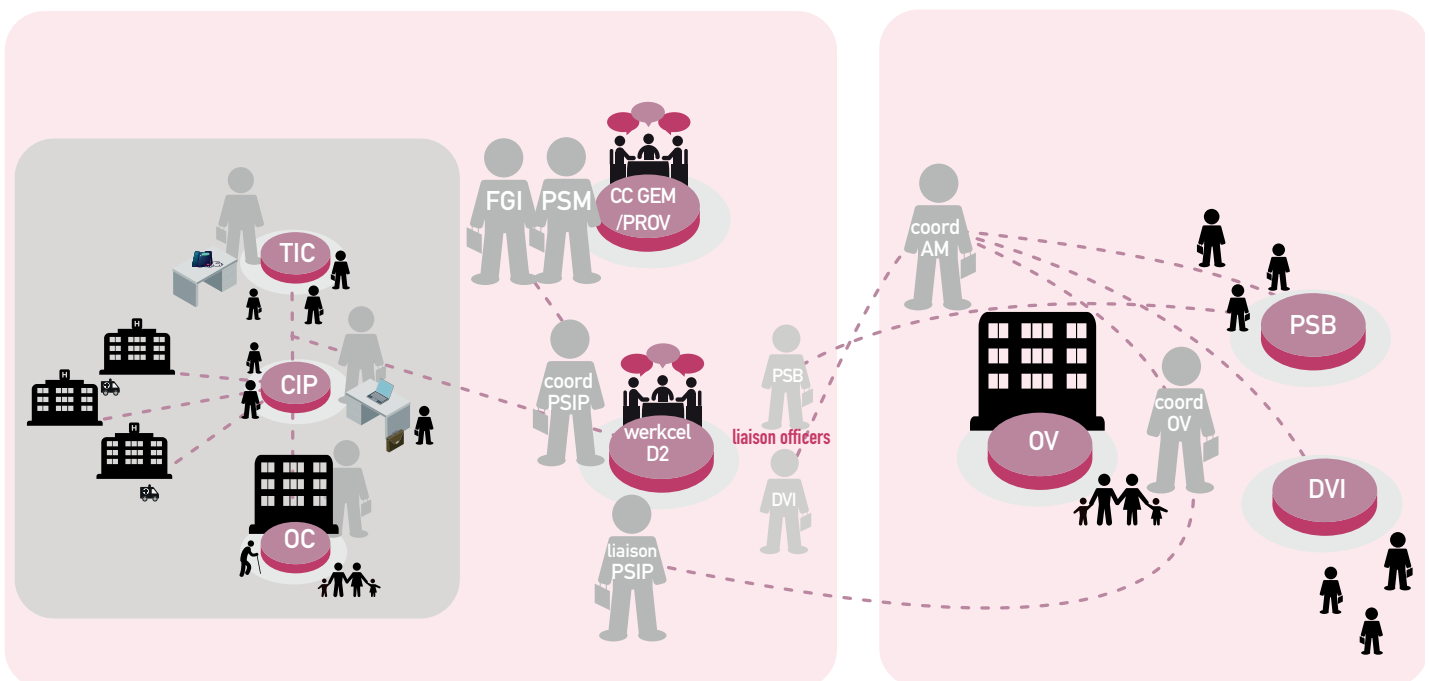 TIC
H
CIP
H
H
OC
FGI
PSM
CC GEM
/PROV
coord
PSIP
werkcel
D2
liaison
PSIP
PSB
liaison officers
DVI
coord
AM
OV
coord
OV
PSB
DVI